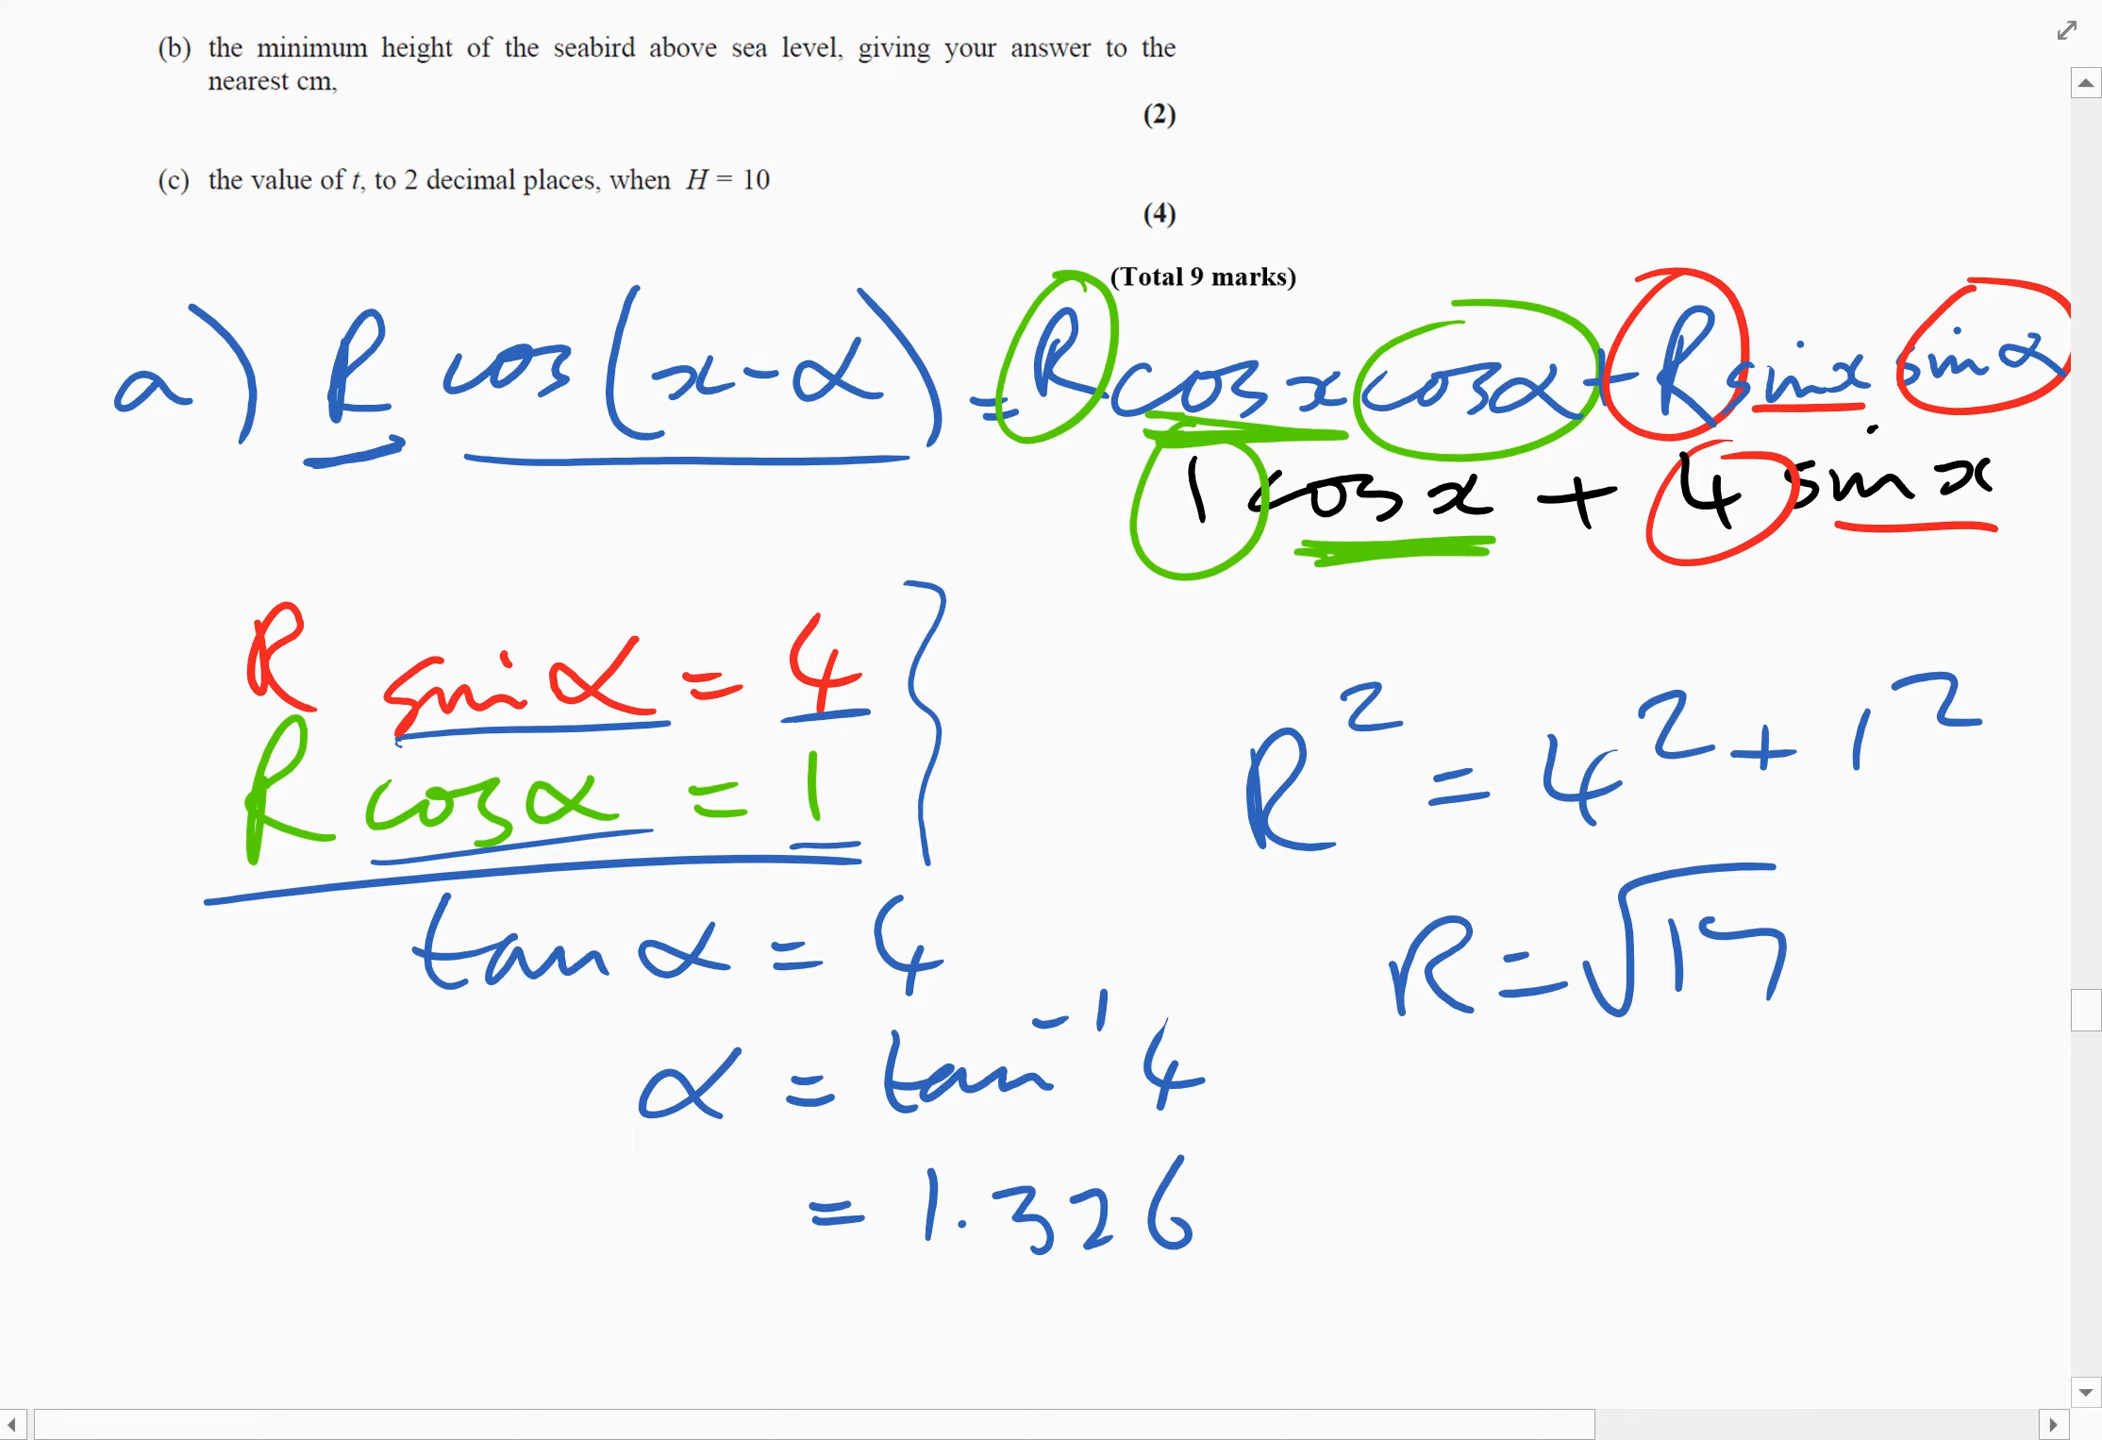 (b) the minimum height of the seabird above sea level, giving your answer to the
nearest cm,
(2)
(c) the value of t, to 2 decimal places, when H = 10
(4)
(Total 9 marks)
a) R cos(x-α) = R cos x cos α + R sin x sin α
1 cos x + 4 sin x
R sin α = 4
R cos α = 1
R² = 4² + 1²
tan α = 4
R = √17
α = tan⁻¹ 4
= 1.326